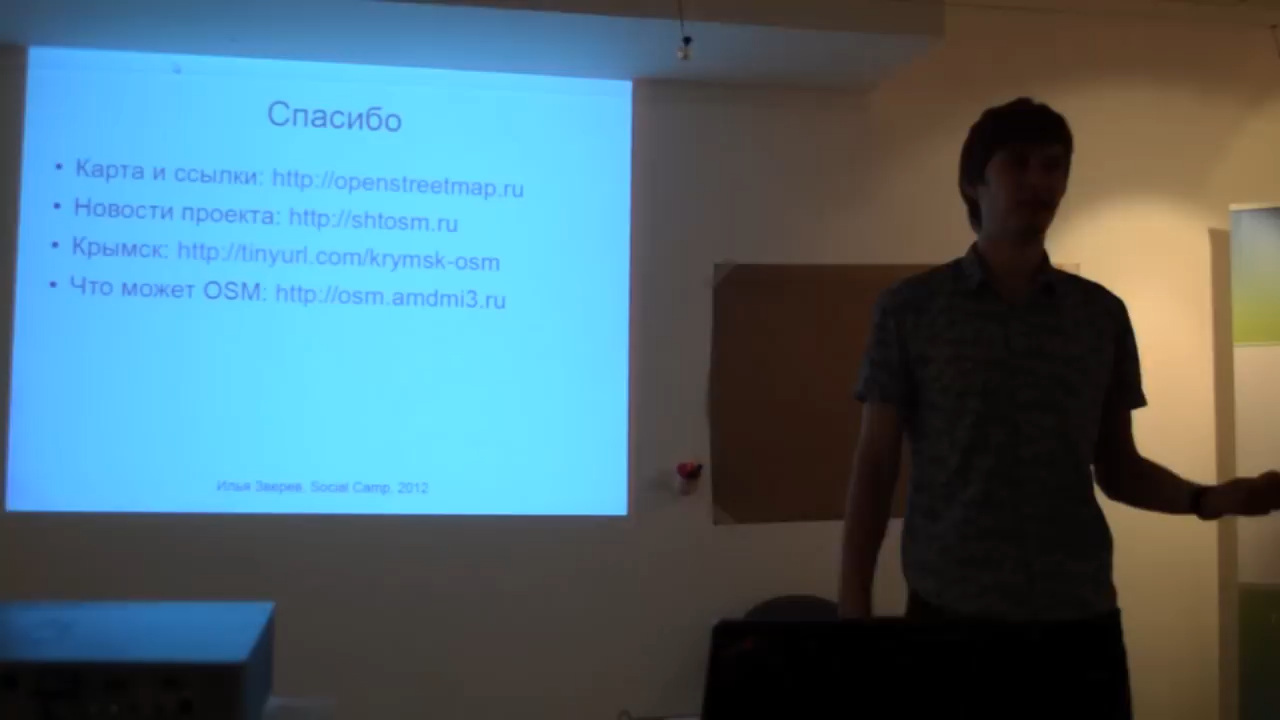 Спасибо
• Карта и ссылки: http://openstreetmap.ru
• Новости проекта: http://shtosm.ru
• Крымск: http://tinyurl.com/krymsk-osm
• Что может OSM: http://osm.amdmi3.ru
Илья Зверев, Social Camp, 2012